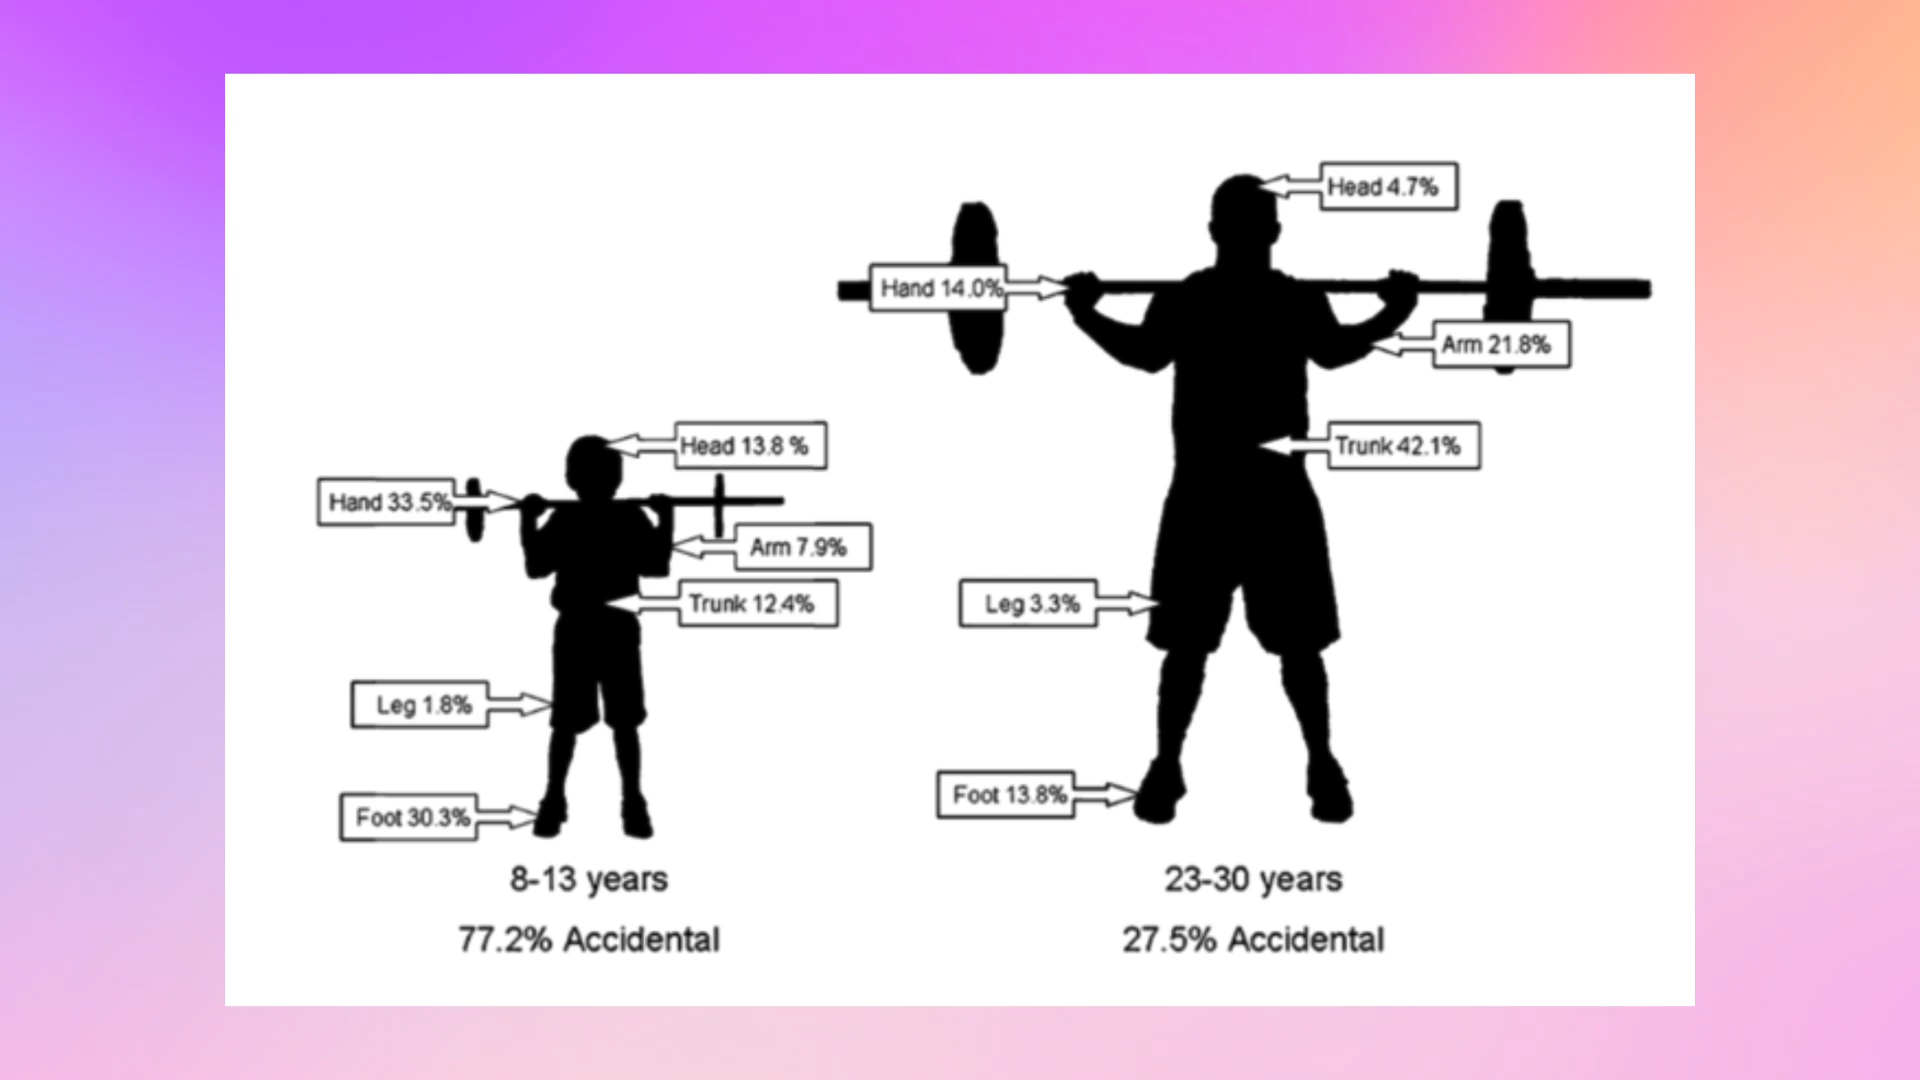 Head 13.8 %
Hand 33.5%
Arm 7.9%
Trunk 12.4%
Leg 1.8%
Foot 30.3%
8-13 years
77.2% Accidental
Head 4.7%
Hand 14.0%
Arm 21.8%
Trunk 42.1%
Leg 3.3%
Foot 13.8%
23-30 years
27.5% Accidental